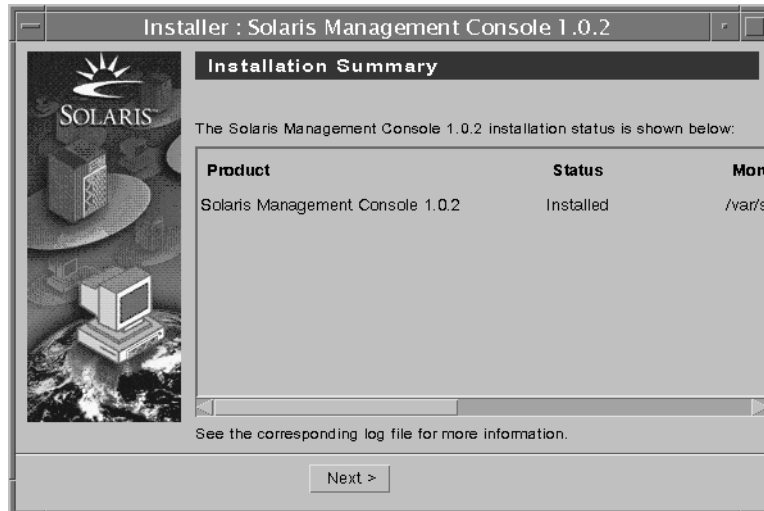 Installer : Solaris Management Console 1.0.2
SOLARIS™
Installation Summary
The Solaris Management Console 1.0.2 installation status is shown below:
Product Status
Solaris Management Console 1.0.2 Installed /var/s
See the corresponding log file for more information.
Next >